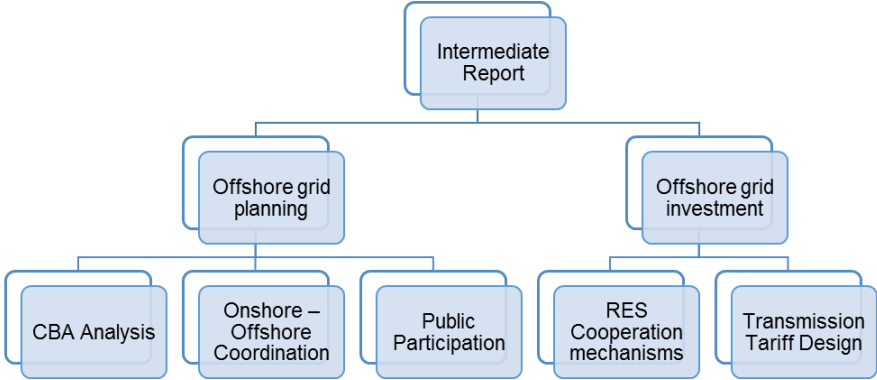 Intermediate
Report
Offshore grid
planning
Offshore grid
investment
CBA Analysis
Onshore –
Offshore
Coordination
Public
Participation
RES
Cooperation
mechanisms
Transmission
Tariff Design